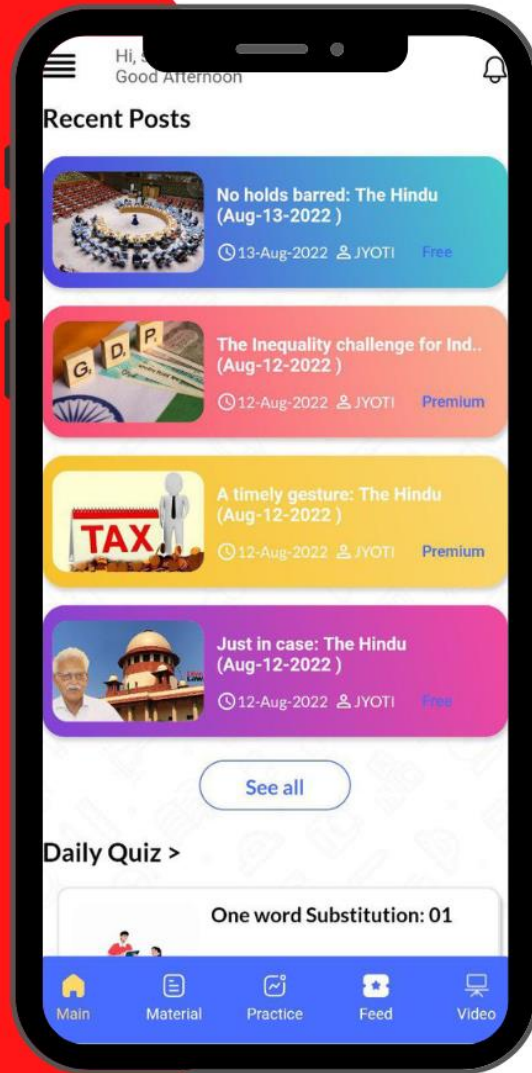 Hi,
Good Afternoon
Recent Posts
No holds barred: The Hindu
(Aug-13-2022 )
13-Aug-2022 JYOTI Free
G D P
The Inequality challenge for Ind..
(Aug-12-2022 )
12-Aug-2022 JYOTI Premium
TAX
A timely gesture: The Hindu
(Aug-12-2022 )
12-Aug-2022 JYOTI Premium
Just in case: The Hindu
(Aug-12-2022 )
12-Aug-2022 JYOTI Free
See all
Daily Quiz >
One word Substitution: 01
Main Material Practice Feed Video